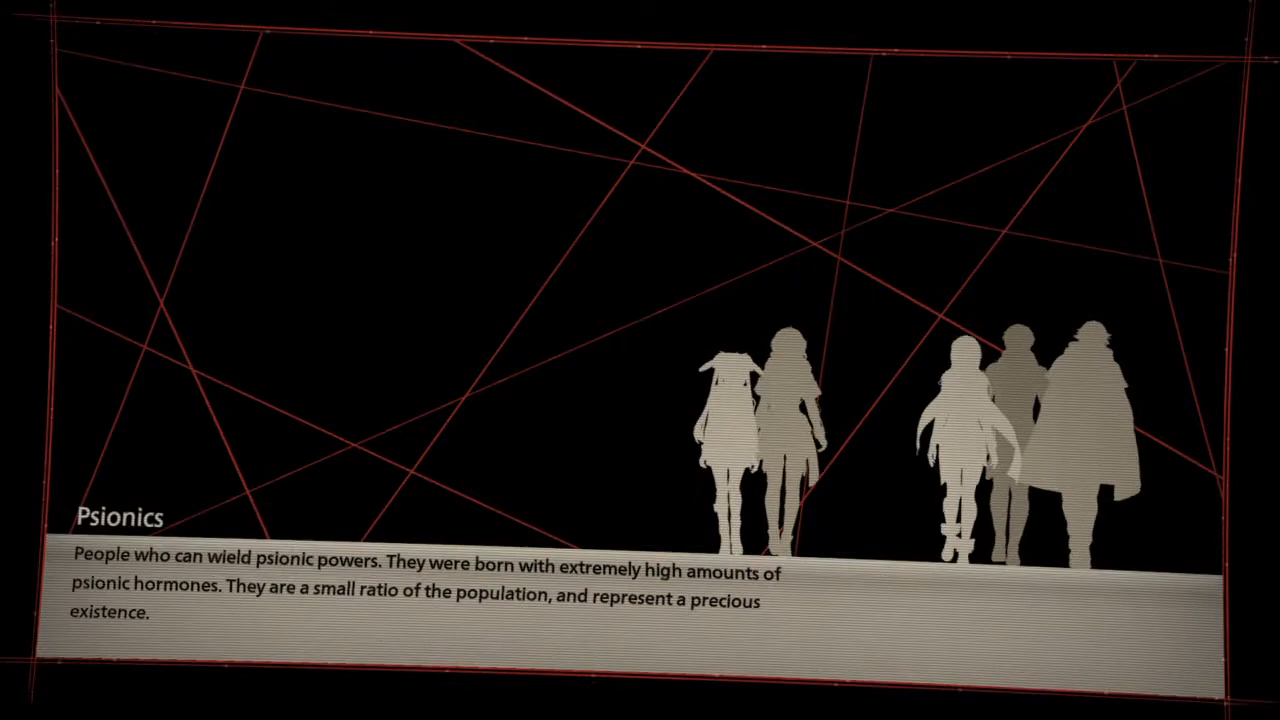 Psionics
People who can wield psionic powers. They were born with extremely high amounts of
psionic hormones. They are a small ratio of the population, and represent a precious
existence.